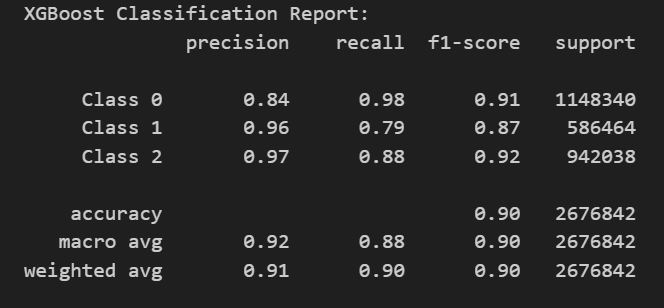 XGBoost Classification Report:
precision recall f1-score support
Class 0 0.84 0.98 0.91 1148340
Class 1 0.96 0.79 0.87 586464
Class 2 0.97 0.88 0.92 942038
accuracy 0.90 2676842
macro avg 0.92 0.88 0.90 2676842
weighted avg 0.91 0.90 0.90 2676842